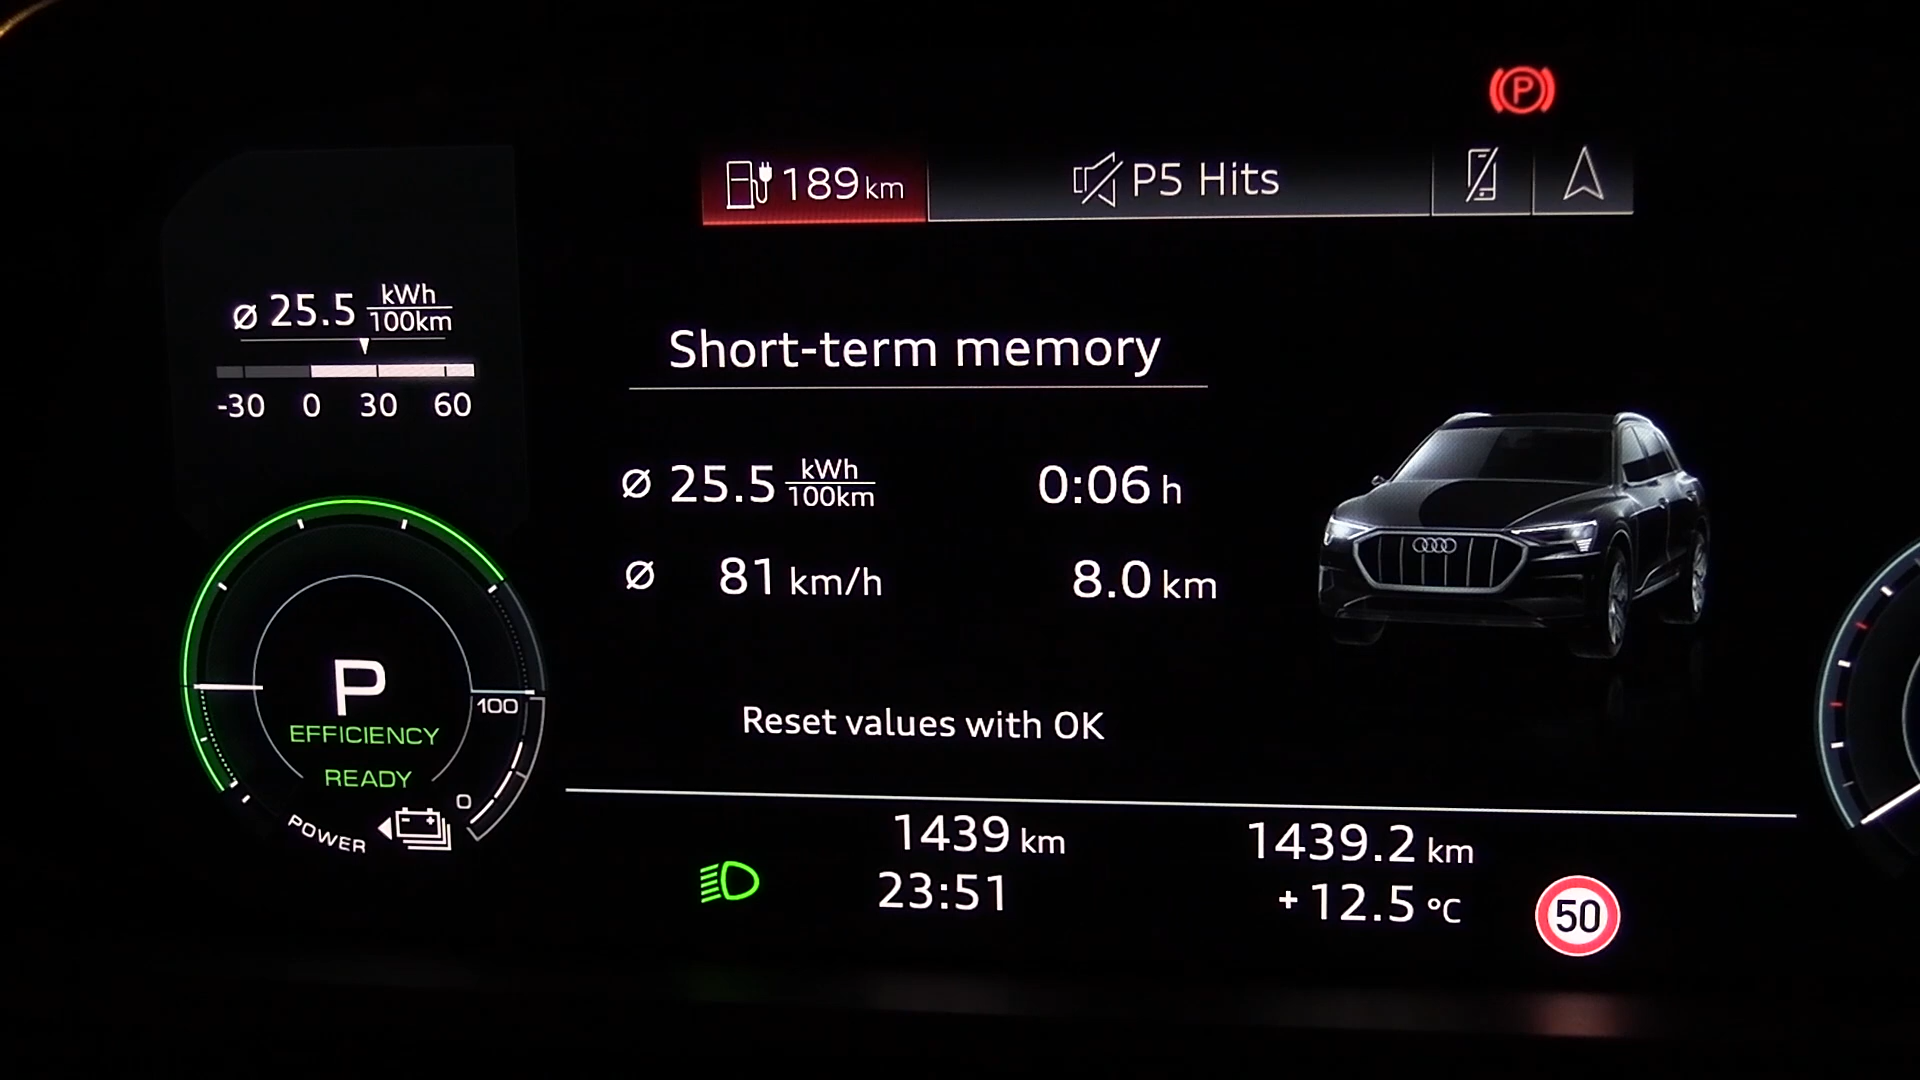 P
189 km
P5 Hits
ø 25.5 kWh/100km
-30 0 30 60
Short-term memory
ø 25.5 kWh/100km 0:06 h
ø 81 km/h 8.0 km
Reset values with OK
P
EFFICIENCY
READY
100
0
POWER
1439 km 1439.2 km
23:51 +12.5 °C
50